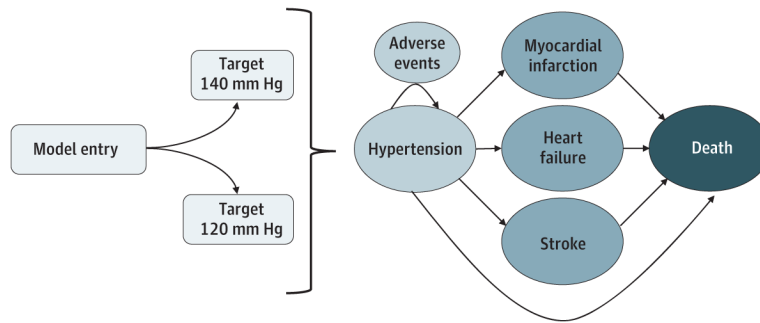 Model entry
Target
140 mm Hg
Target
120 mm Hg
Adverse
events
Hypertension
Myocardial
infarction
Heart
failure
Stroke
Death